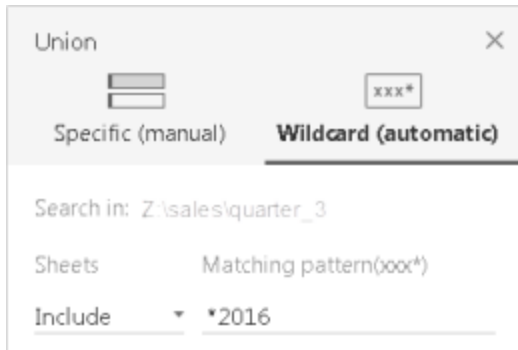 Union
xxx*
Specific (manual) Wildcard (automatic)
Search in: Z:\sales\quarter_3
Sheets Matching pattern(xxx*)
Include *2016